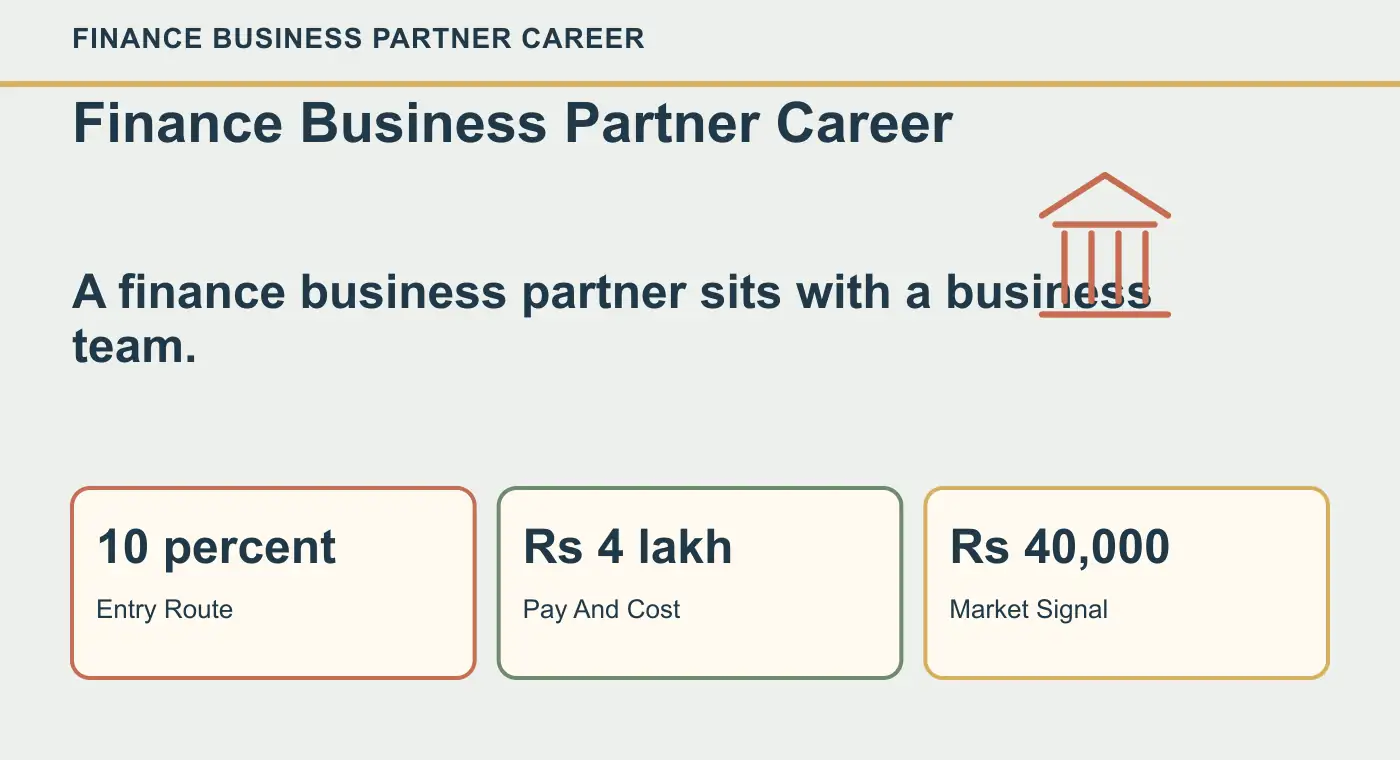 FINANCE BUSINESS PARTNER CAREER
Finance Business Partner Career
A finance business partner sits with a business
team.
10 percent
Entry Route
Rs 4 lakh
Pay And Cost
Rs 40,000
Market Signal